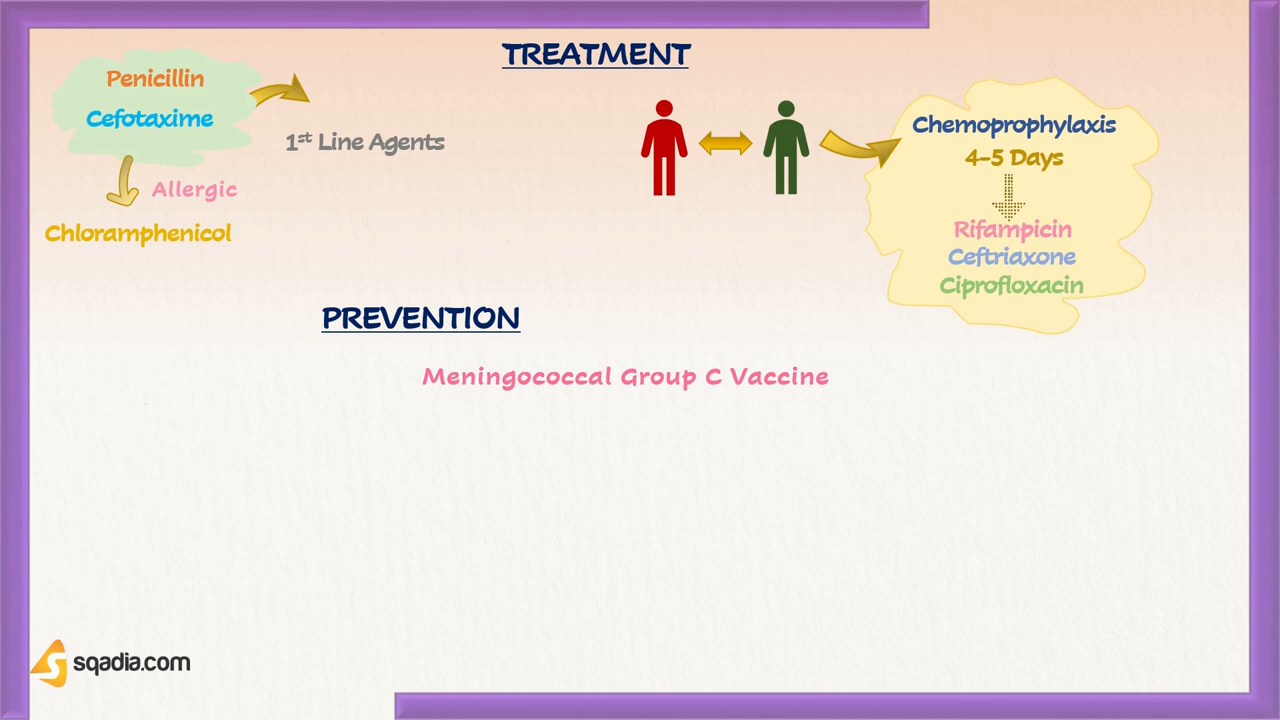 TREATMENT
Penicillin
Cefotaxime
1st Line Agents
Allergic
Chloramphenicol
Chemoprophylaxis
4-5 Days
Rifampicin
Ceftriaxone
Ciprofloxacin
PREVENTION
Meningococcal Group C Vaccine
sqadia.com